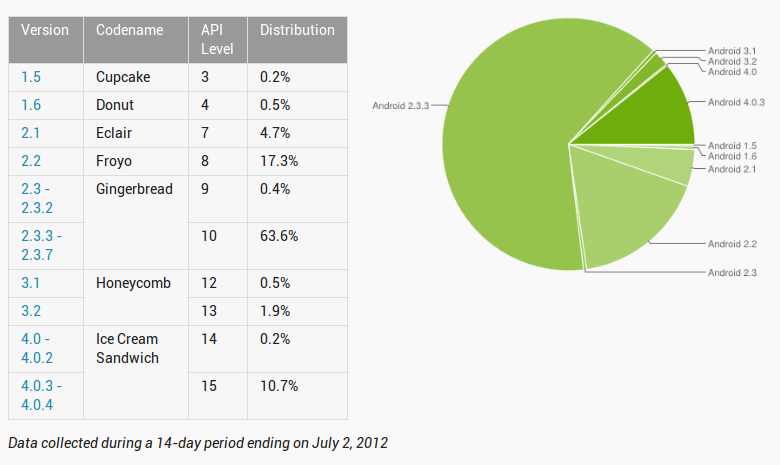 Version Codename API Level Distribution
1.5 Cupcake 3 0.2%
1.6 Donut 4 0.5%
2.1 Eclair 7 4.7%
2.2 Froyo 8 17.3%
2.3 - 2.3.2 Gingerbread 9 0.4%
2.3.3 - 2.3.7 10 63.6%
3.1 Honeycomb 12 0.5%
3.2 13 1.9%
4.0 - 4.0.2 Ice Cream Sandwich 14 0.2%
4.0.3 - 4.0.4 15 10.7%
Android 2.3.3
Android 3.1
Android 3.2
Android 4.0
Android 4.0.3
Android 1.5
Android 1.6
Android 2.1
Android 2.2
Android 2.3
Data collected during a 14-day period ending on July 2, 2012